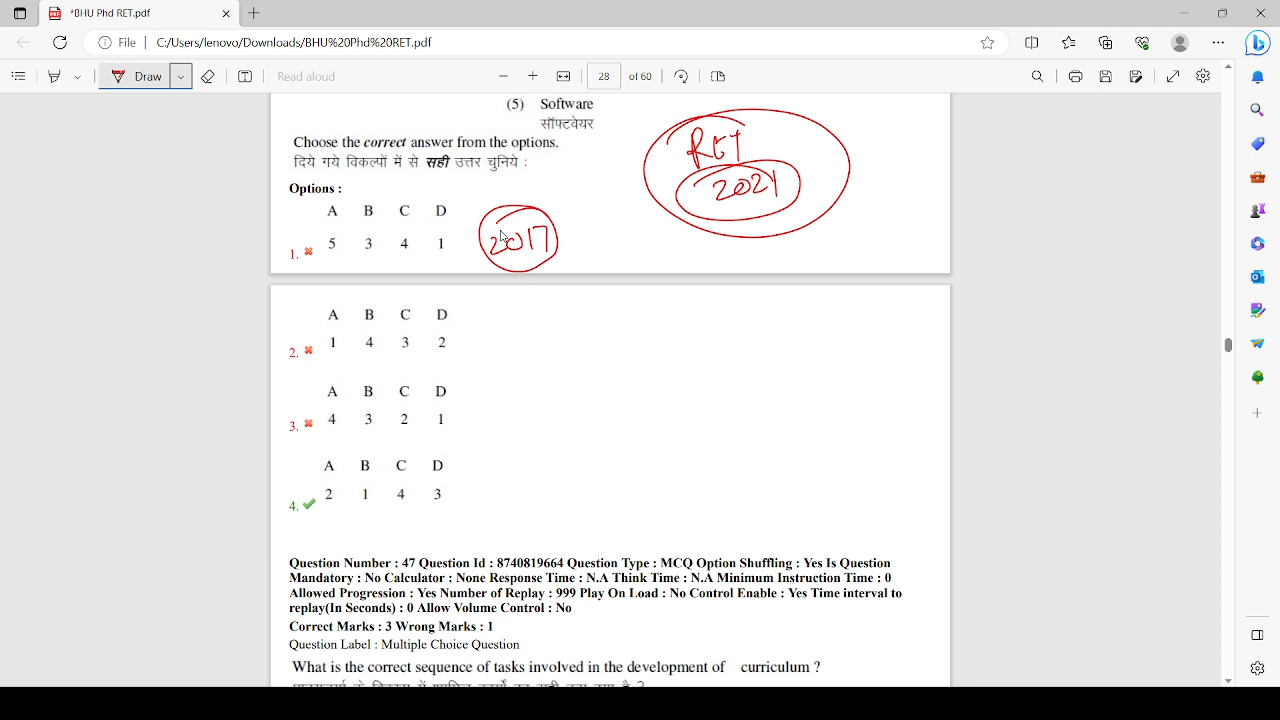 *BHU Phd RET.pdf
File C:/Users/lenovo/Downloads/BHU%20Phd%20RET.pdf
Draw Read aloud 28 of 60
(5) Software
सॉफ्टवेयर
Choose the correct answer from the options.
दिये गये विकल्पों में से सही उत्तर चुनिये :
RET
2021
Options :
A B C D
1. 5 3 4 1
2017
A B C D
2. 1 4 3 2
A B C D
3. 4 3 2 1
A B C D
4. 2 1 4 3
Question Number : 47 Question Id : 8740819664 Question Type : MCQ Option Shuffling : Yes Is Question
Mandatory : No Calculator : None Response Time : N.A Think Time : N.A Minimum Instruction Time : 0
Allowed Progression : Yes Number of Replay : 999 Play On Load : No Control Enable : Yes Time interval to
replay(In Seconds) : 0 Allow Volume Control : No
Correct Marks : 3 Wrong Marks : 1
Question Label : Multiple Choice Question
What is the correct sequence of tasks involved in the development of curriculum ?